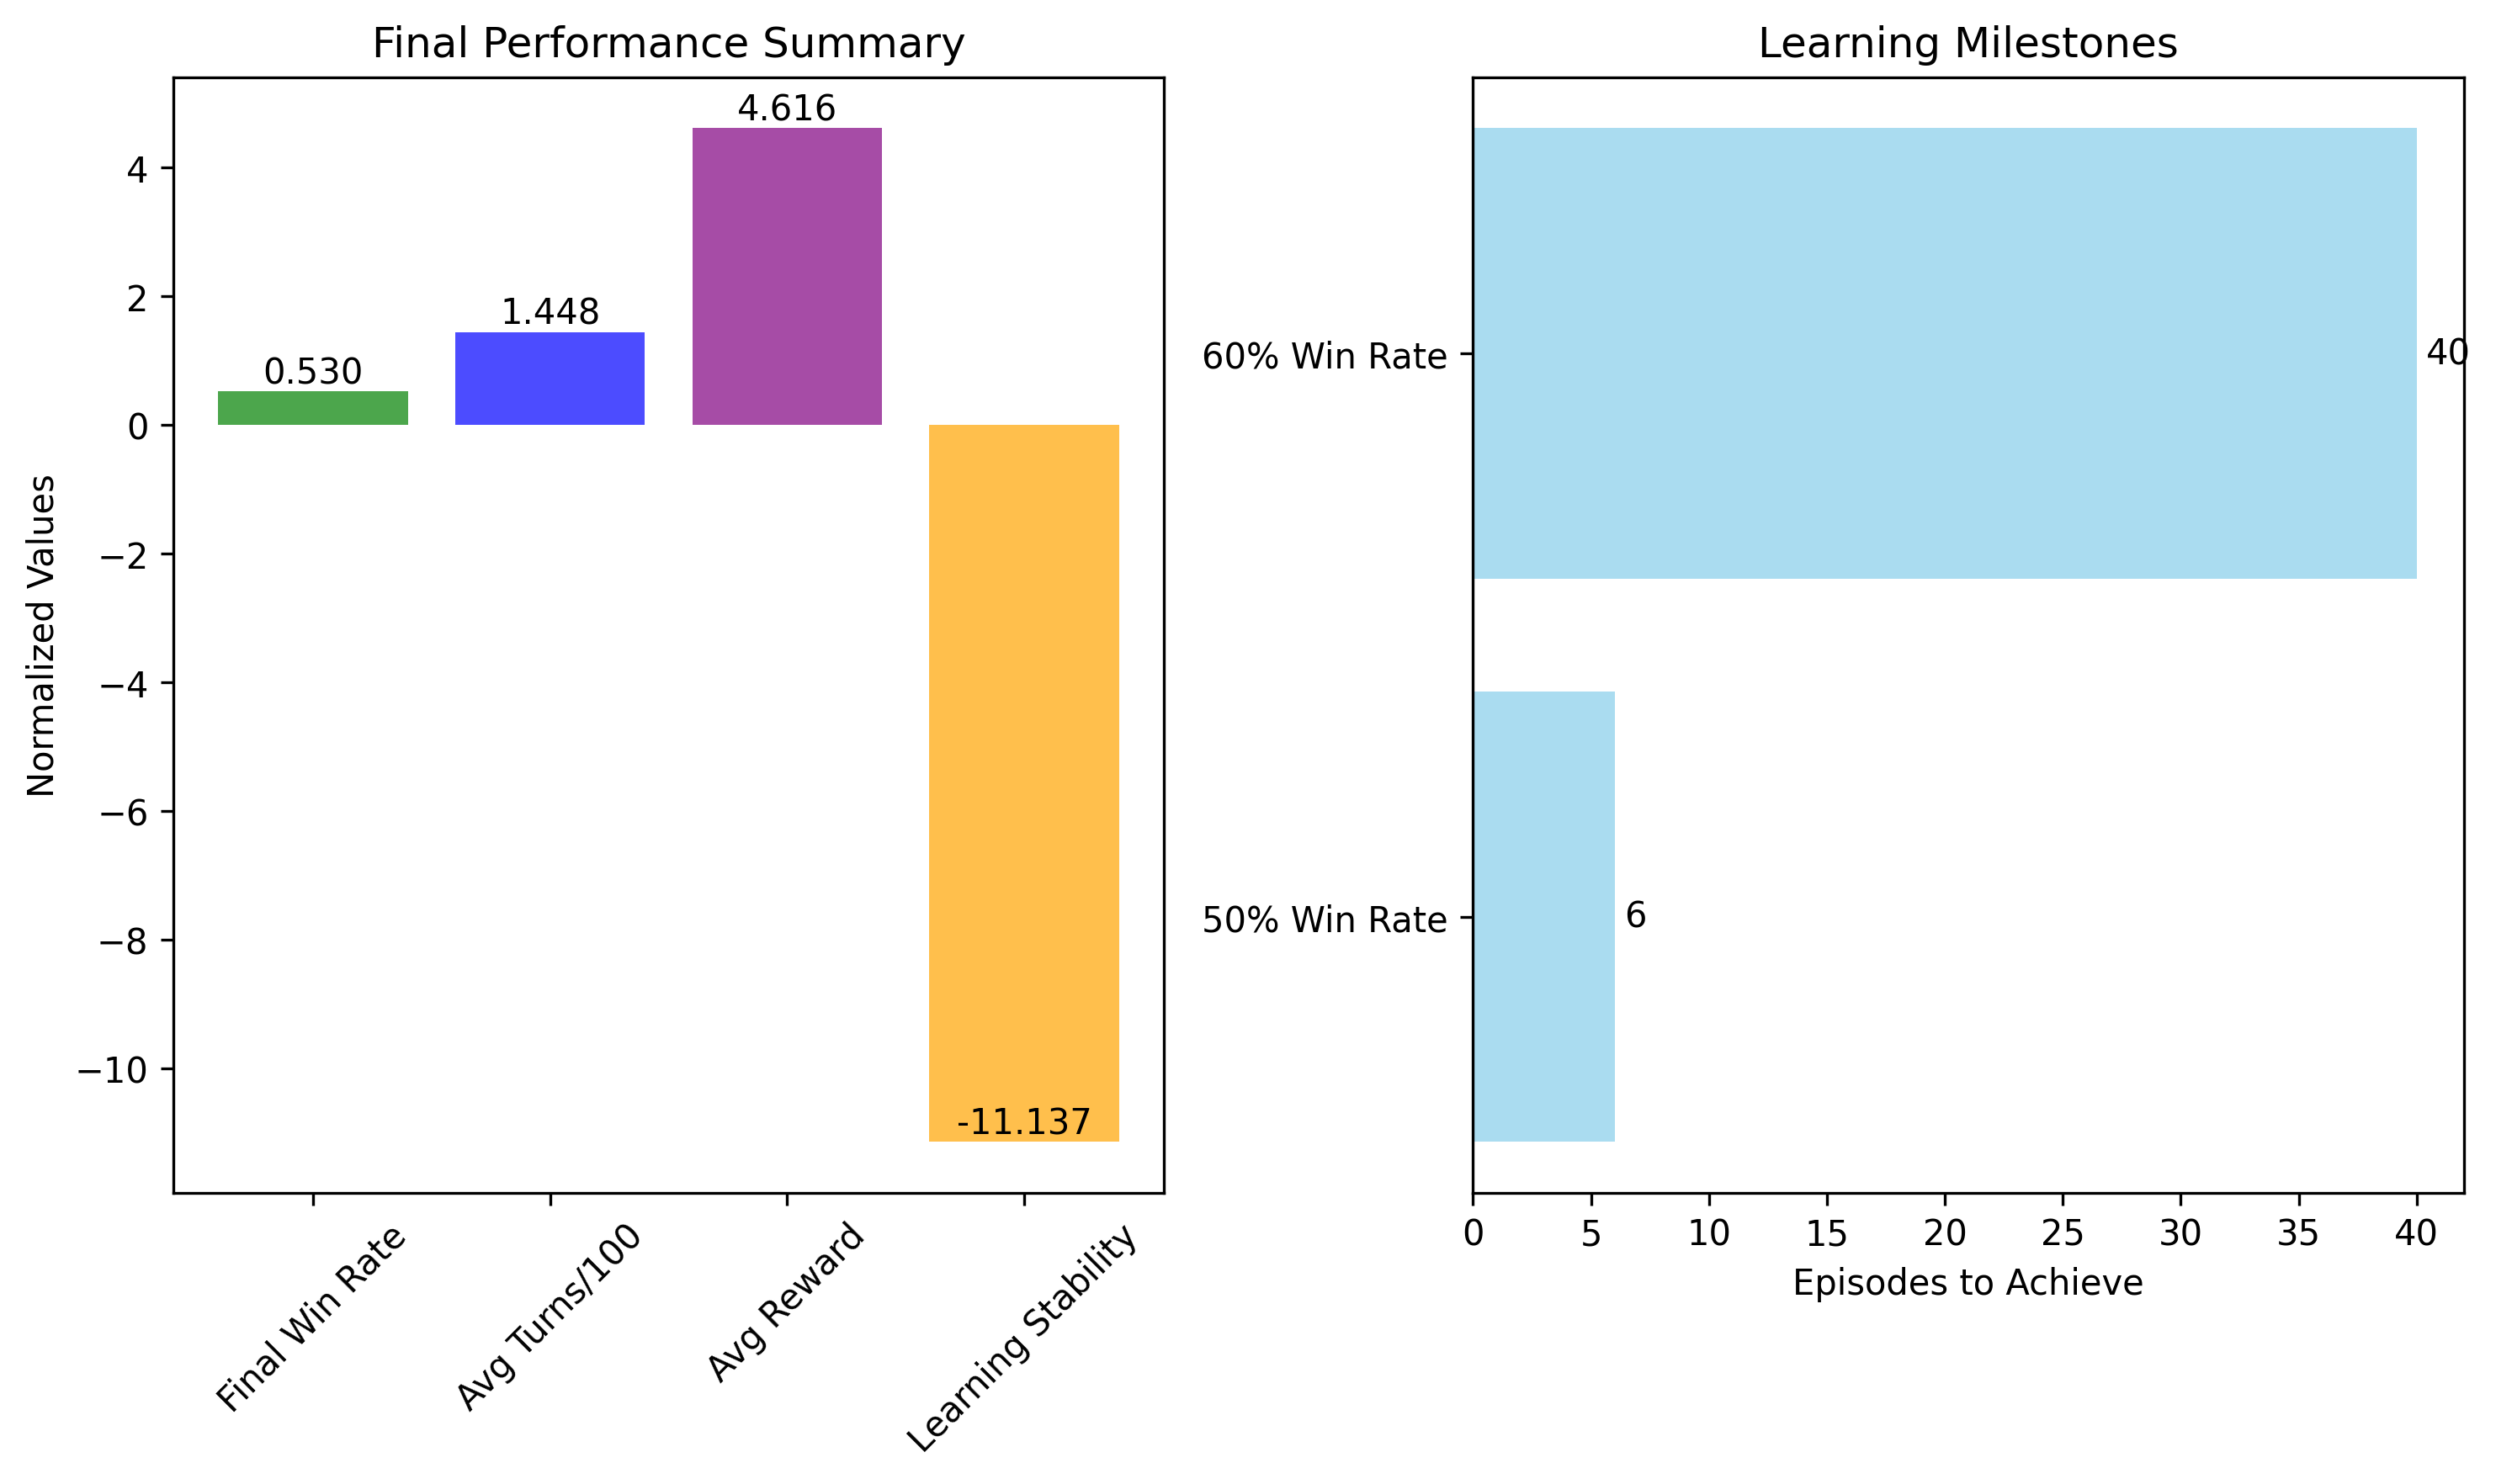 Final Performance Summary
Normalized Values
4
2
0
−2
−4
−6
−8
−10
0.530
1.448
4.616
-11.137
Final Win Rate
Avg Turns/100
Avg Reward
Learning Stability
Learning Milestones
60% Win Rate
50% Win Rate
40
6
0 5 10 15 20 25 30 35 40
Episodes to Achieve